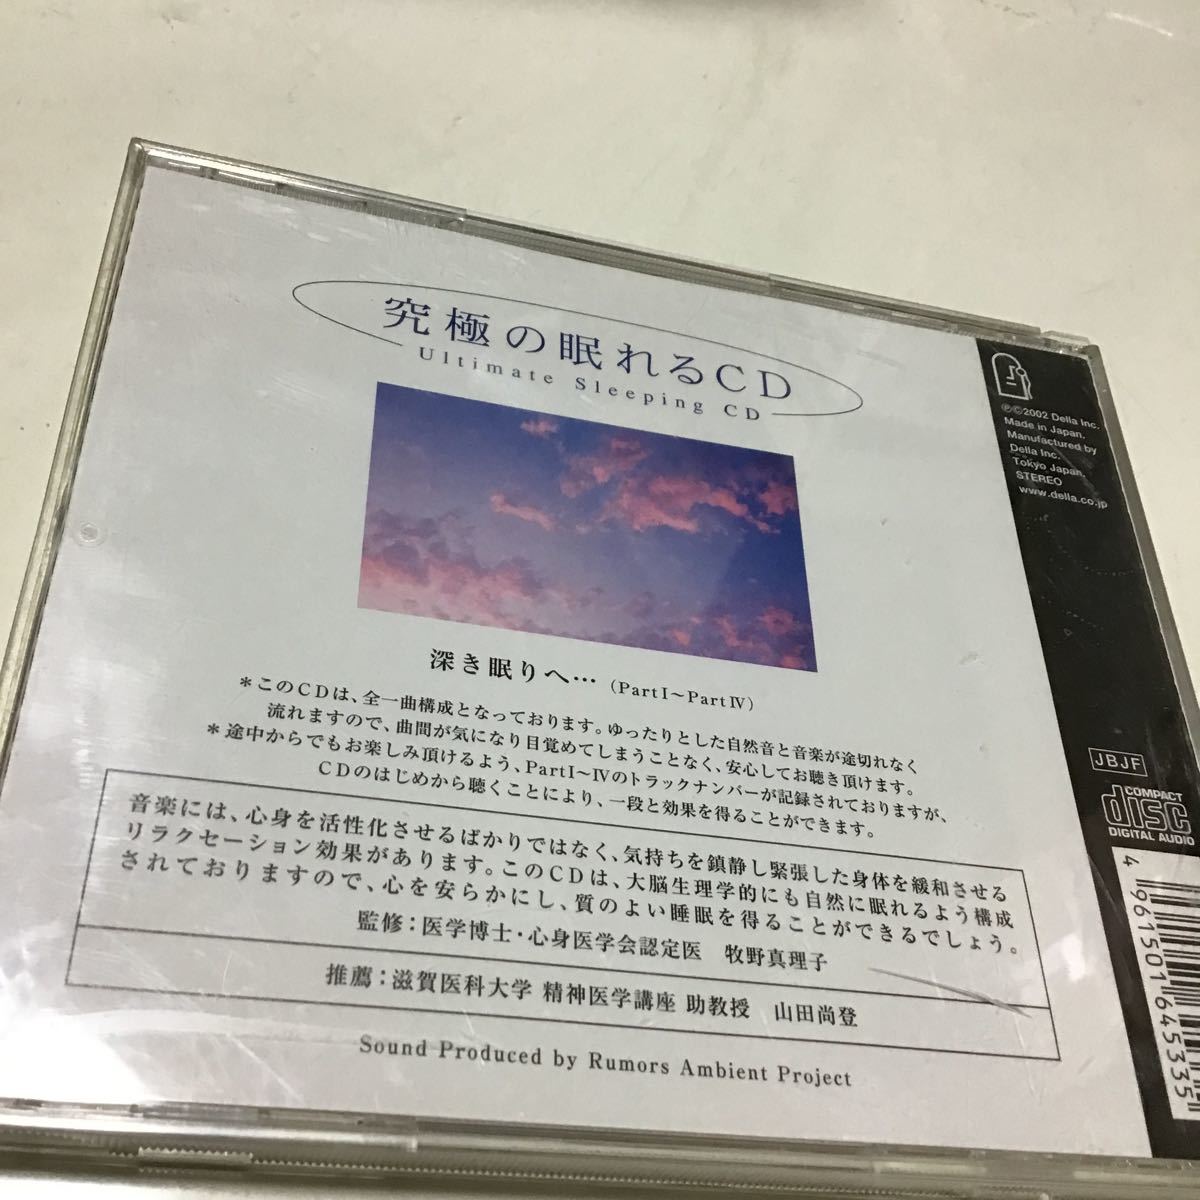 究極の眠れるCD
Ultimate Sleeping CD
深き眠りへ… (PartⅠ〜PartⅣ)
＊このCDは、全一曲構成となっております。ゆったりとした自然音と音楽が途切れなく
流れますので、曲間が気になり目覚めてしまうことなく、安心してお聴き頂けます。
＊途中からでもお楽しみ頂けるよう、PartⅠ〜Ⅳのトラックナンバーが記録されておりますが、
CDのはじめから聴くことにより、一段と効果を得ることができます。
音楽には、心身を活性化させるばかりではなく、気持ちを鎮静し緊張した身体を緩和させる
リラクセーション効果があります。このCDは、大脳生理学的にも自然に眠れるよう構成
されておりますので、心を安らかにし、質のよい睡眠を得ることができるでしょう。
監修：医学博士・心身医学会認定医 牧野真理子
推薦：滋賀医科大学 精神医学講座 助教授 山田尚登
Sound Produced by Rumors Ambient Project
℗©2002 Della Inc.
Made in Japan.
Manufactured by
Della Inc.
Tokyo Japan.
STEREO
www.della.co.jp
JBJF
COMPACT
disc
DIGITAL AUDIO
4 961501 645335